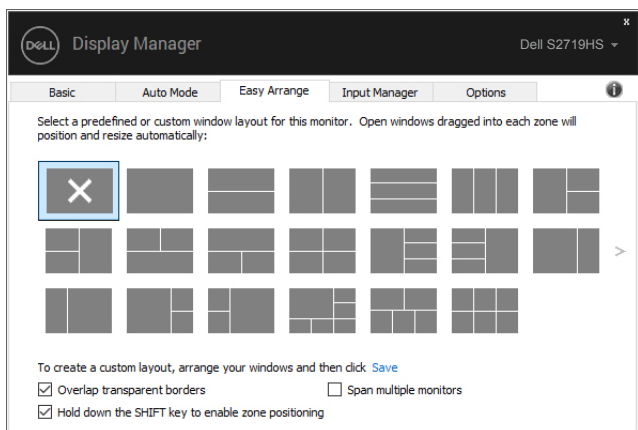 DELL Display Manager Dell S2719HS
x
Basic Auto Mode Easy Arrange Input Manager Options
Select a predefined or custom window layout for this monitor. Open windows dragged into each zone will
position and resize automatically:
To create a custom layout, arrange your windows and then click Save
Overlap transparent borders Span multiple monitors
Hold down the SHIFT key to enable zone positioning